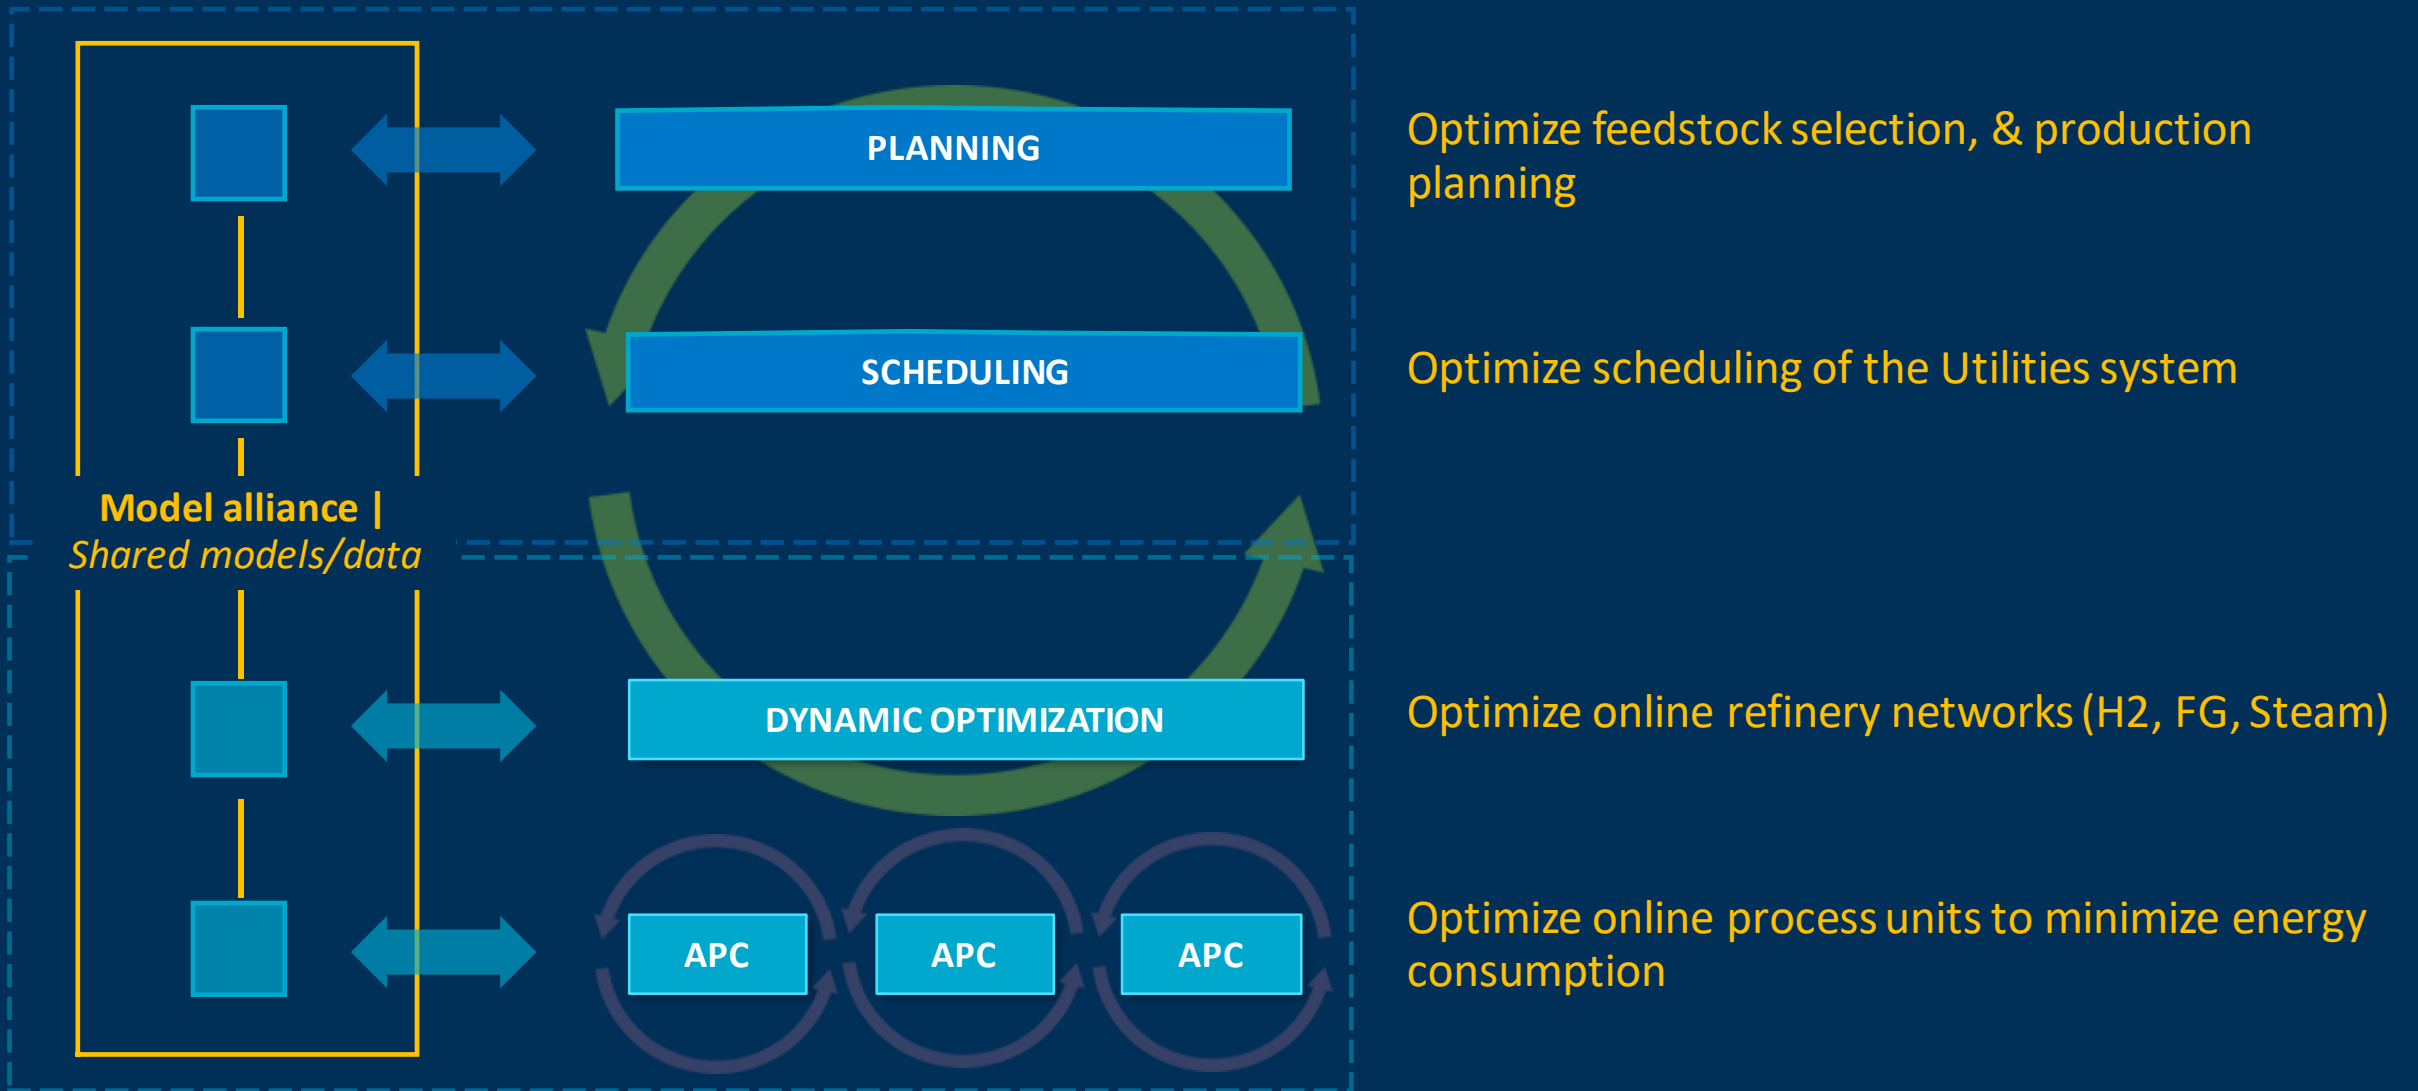 PLANNING
Optimize feedstock selection, & production
planning
SCHEDULING
Optimize scheduling of the Utilities system
Model alliance |
Shared models/data
DYNAMIC OPTIMIZATION
Optimize online refinery networks (H2, FG, Steam)
APC
APC
APC
Optimize online process units to minimize energy
consumption